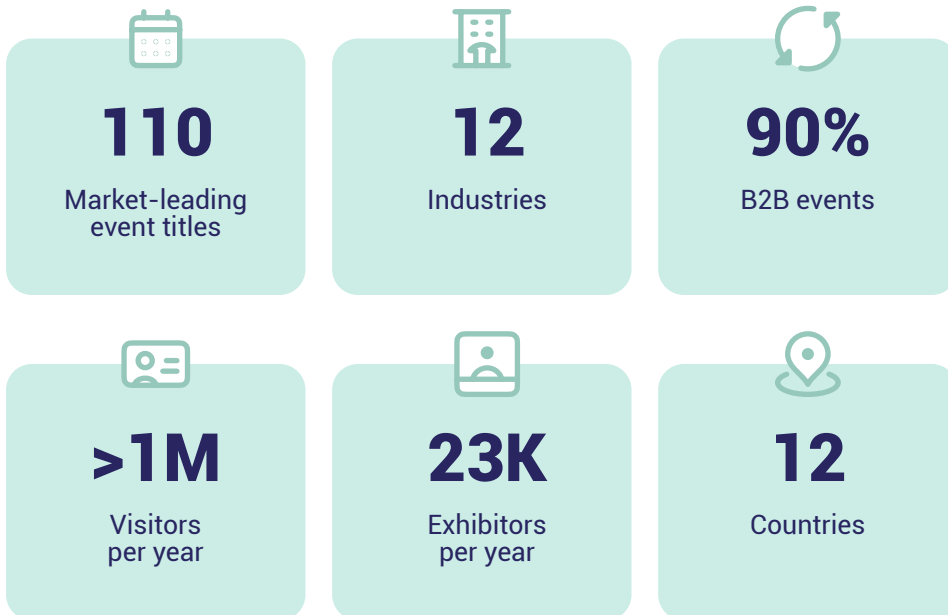 110
Market-leading
event titles
12
Industries
90%
B2B events
>1M
Visitors
per year
23K
Exhibitors
per year
12
Countries